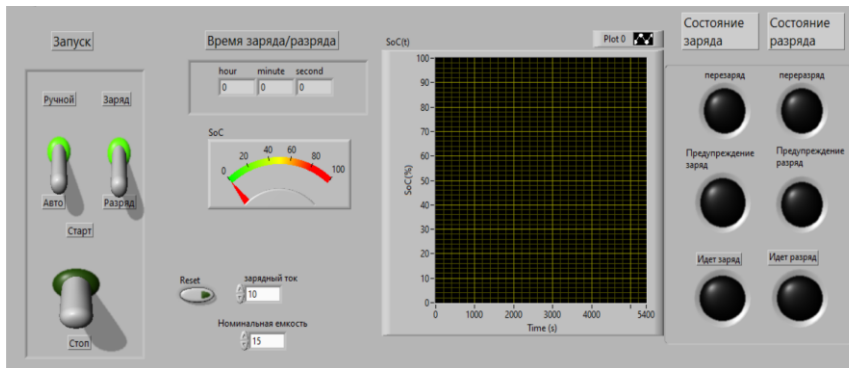 Запуск
Ручной
Заряд
Авто
Разряд
Старт
Стоп
Время заряда/разряда
hour minute second
0 0 0
SoC
0 20 40 60 80 100
Reset
зарядный ток
10
Номинальная емкость
15
SoC(t)
Plot 0
SoC(%)
100
90
80
70
60
50
40
30
20
10
0
0 1000 2000 3000 4000 5400
Time (s)
Состояние
заряда
Состояние
разряда
перезаряд
переразряд
Предупреждение
заряд
Предупреждение
разряд
Идет заряд
Идет разряд